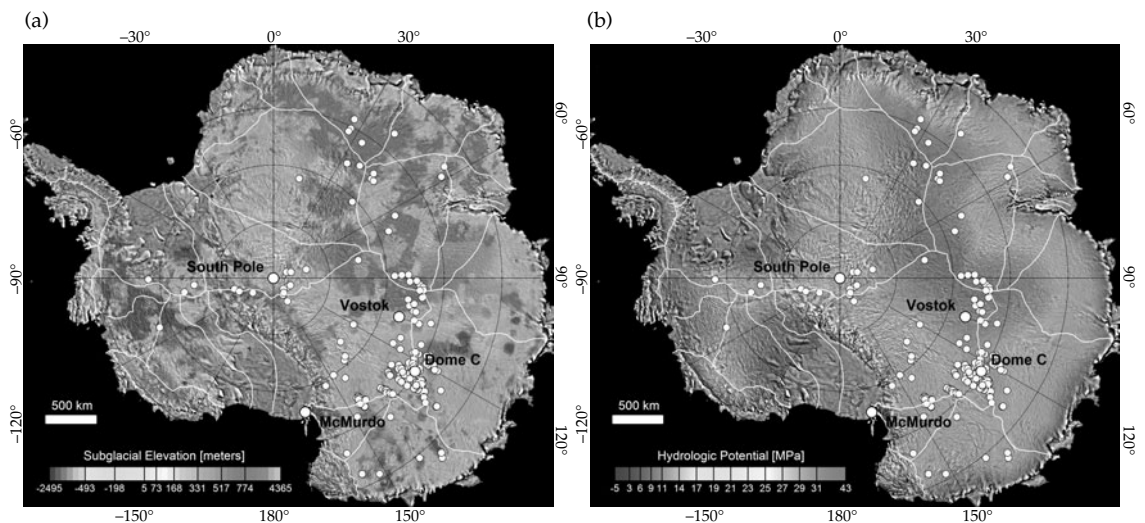 (a)
−30° 0° 30°
−60° 60°
South Pole
−90° 90°
Vostok
Dome C
500 km
McMurdo
−120° 120°
Subglacial Elevation [meters]
-2495 -493 -198 5 73 168 331 517 774 4365
−150° 180° 150°
(b)
−30° 0° 30°
−60° 60°
South Pole
−90° 90°
Vostok
Dome C
500 km
McMurdo
−120° 120°
Hydrologic Potential [MPa]
-5 3 6 9 11 14 17 20 22 25 27 29 31 43
−150° 180° 150°